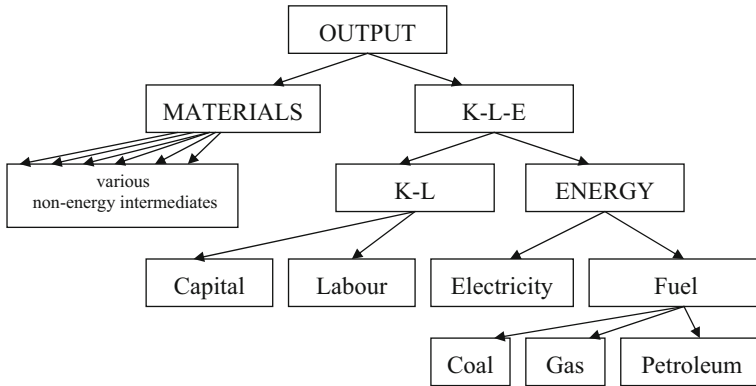 OUTPUT
MATERIALS
K-L-E
various
non-energy intermediates
K-L
ENERGY
Capital
Labour
Electricity
Fuel
Coal
Gas
Petroleum